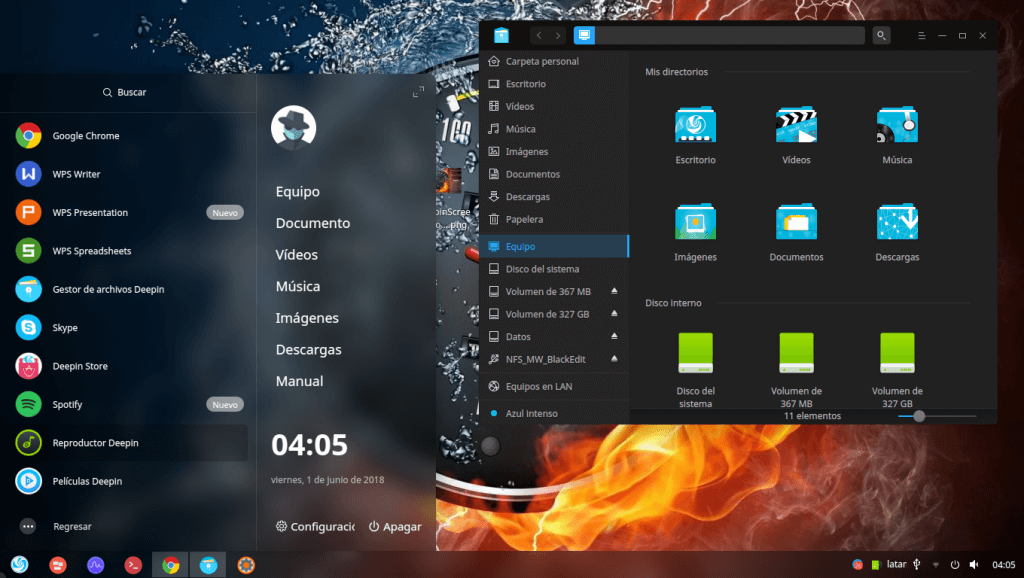 Buscar
Google Chrome
WPS Writer
WPS Presentation
Nuevo
WPS Spreadsheets
Gestor de archivos Deepin
Skype
Deepin Store
Spotify
Nuevo
Reproductor Deepin
Películas Deepin
Regresar
Equipo
Documento
Vídeos
Música
Imágenes
Descargas
Manual
04:05
viernes, 1 de junio de 2018
Configuració
Apagar
Carpeta personal
Escritorio
Vídeos
Música
Imágenes
Documentos
Descargas
Papelera
Equipo
Disco del sistema
Volumen de 367 MB
Volumen de 327 GB
Datos
NFS_MW_BlackEdIt
Equipos en LAN
Azul Intenso
Mis directorios
Escritorio
Vídeos
Música
Imágenes
Documentos
Descargas
Disco interno
Disco del
sistema
Volumen de
367 MB
Volumen de
327 GB
11 elementos
160
pinScree
o....png
latar
04:05